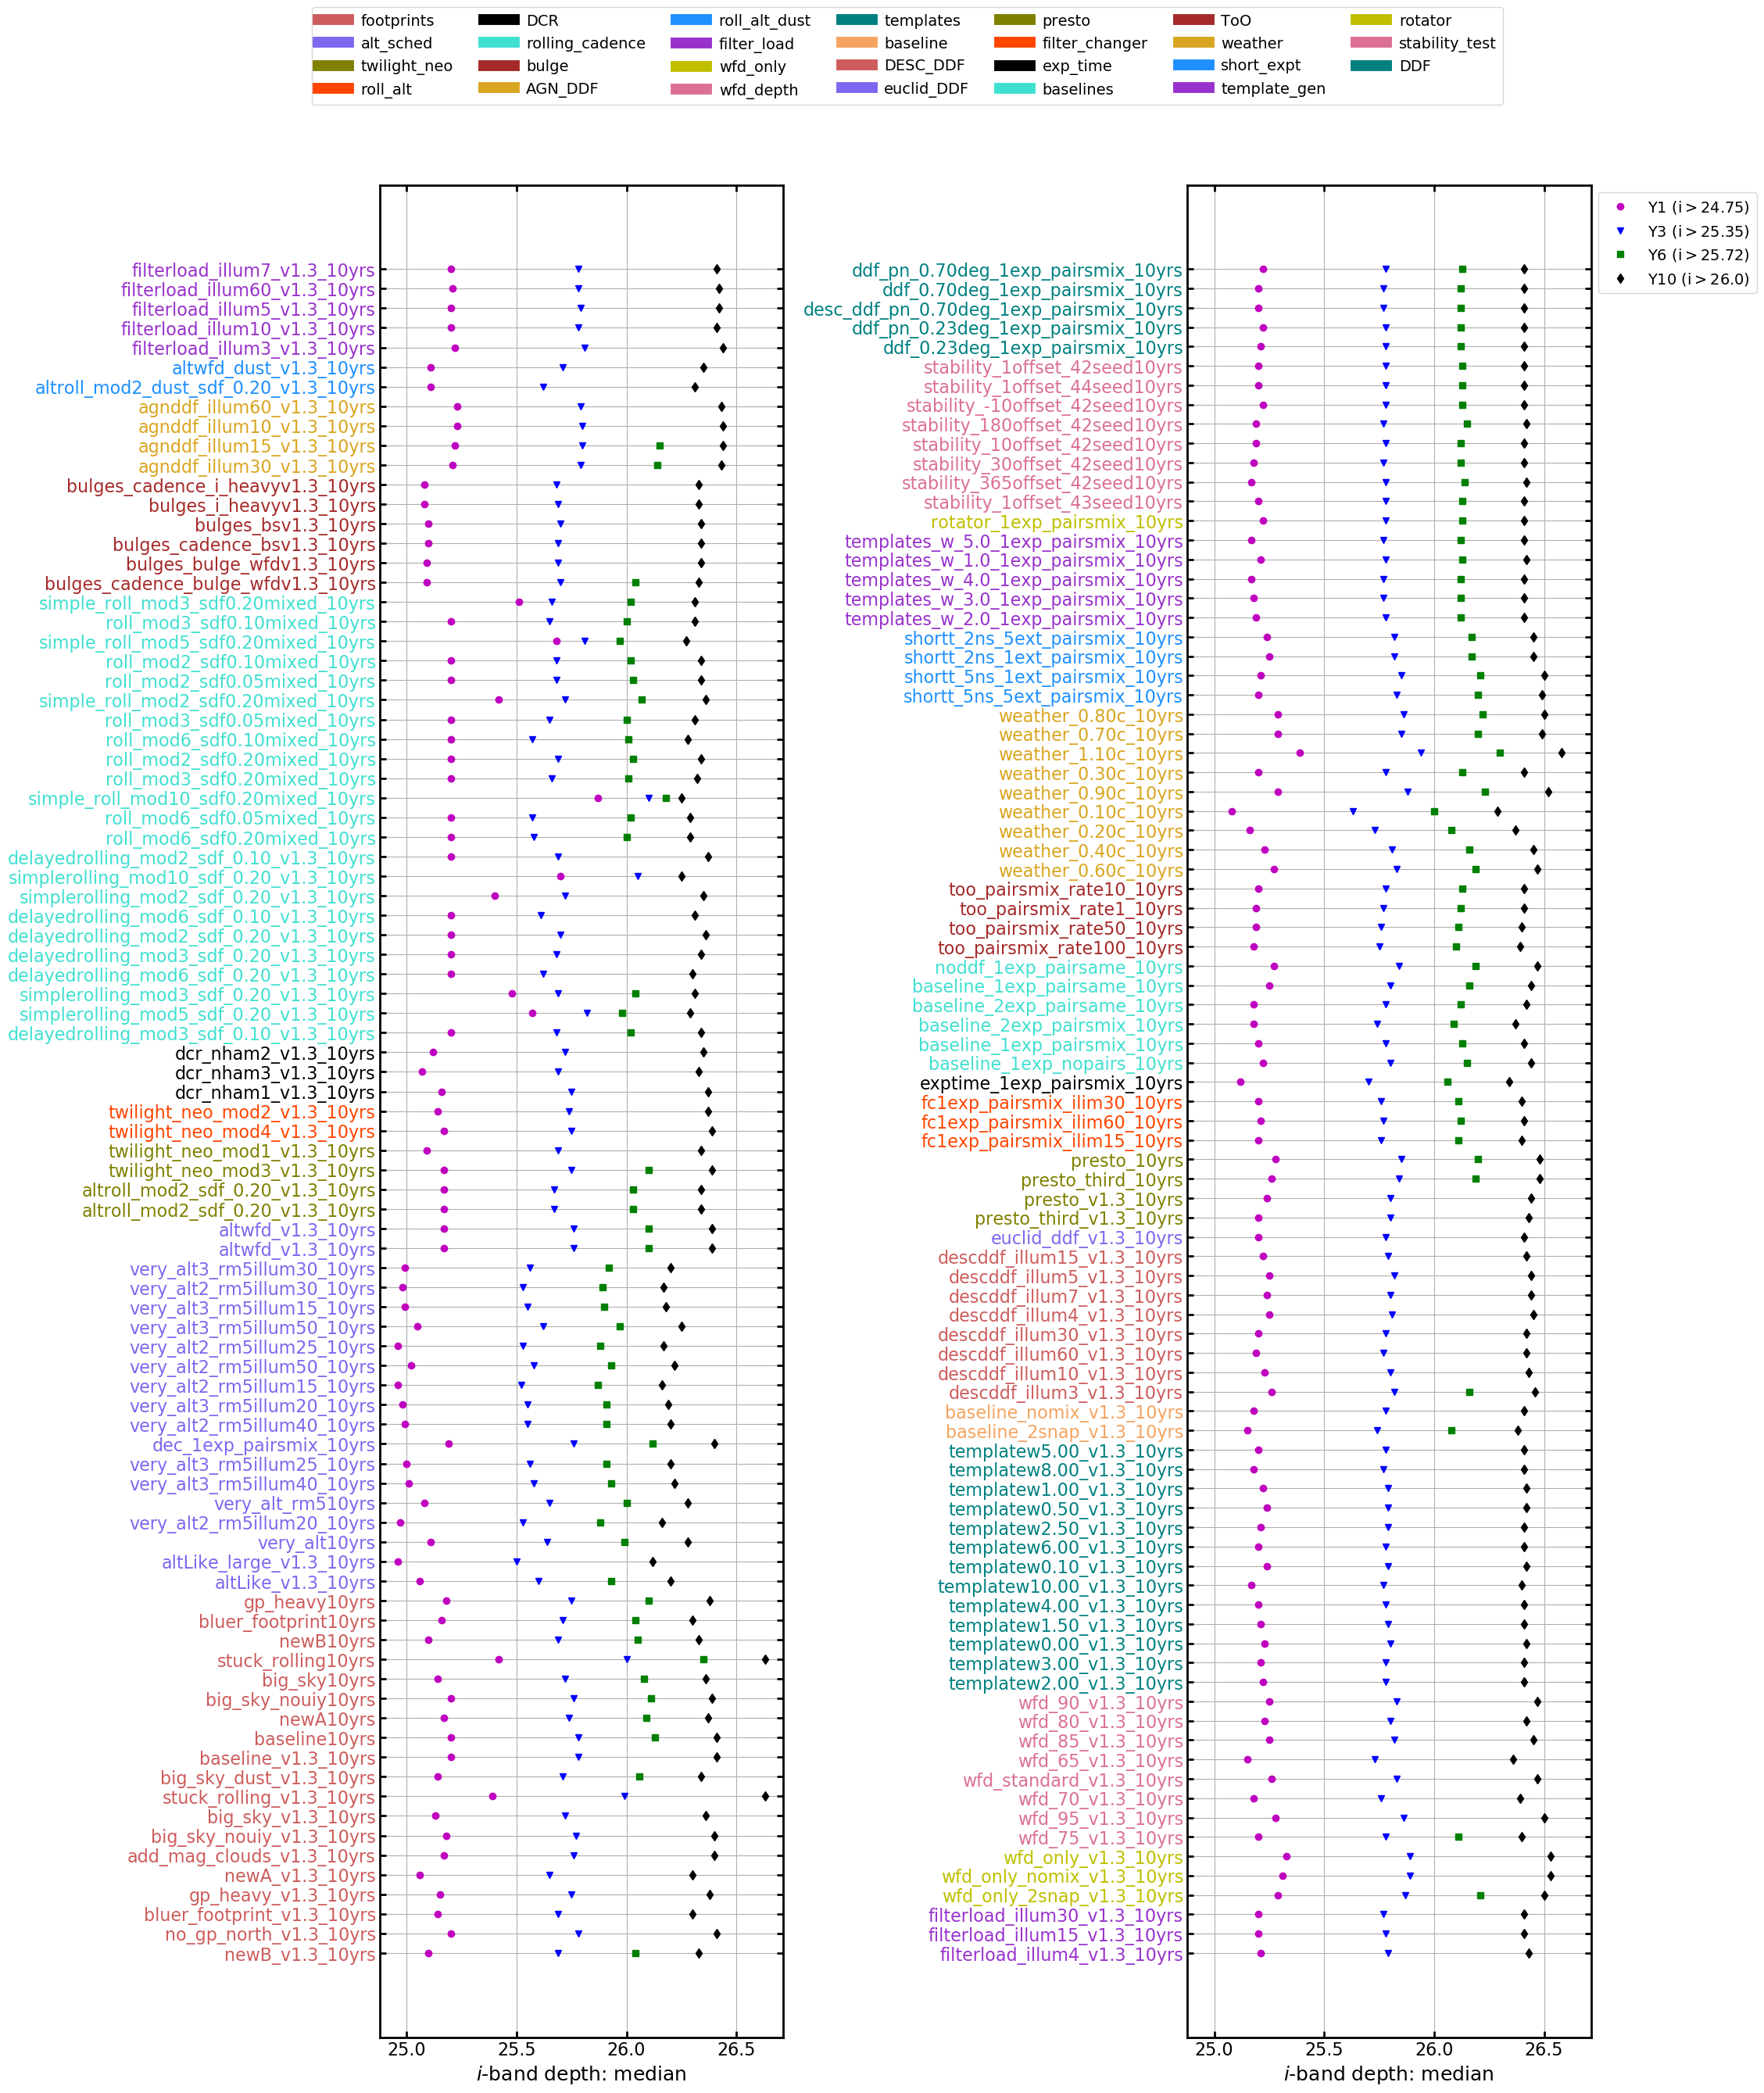 footprints DCR roll_alt_dust templates presto ToO rotator
alt_sched rolling_cadence filter_load baseline filter_changer weather stability_test
twilight_neo bulge wfd_only DESC_DDF exp_time short_expt DDF
roll_alt AGN_DDF wfd_depth euclid_DDF baselines template_gen
filterload_illum7_v1.3_10yrs
filterload_illum60_v1.3_10yrs
filterload_illum5_v1.3_10yrs
filterload_illum10_v1.3_10yrs
filterload_illum3_v1.3_10yrs
altwfd_dust_v1.3_10yrs
altroll_mod2_dust_sdf_0.20_v1.3_10yrs
agnddf_illum60_v1.3_10yrs
agnddf_illum10_v1.3_10yrs
agnddf_illum15_v1.3_10yrs
agnddf_illum30_v1.3_10yrs
bulges_cadence_i_heavyv1.3_10yrs
bulges_i_heavyv1.3_10yrs
bulges_bsv1.3_10yrs
bulges_cadence_bsv1.3_10yrs
bulges_bulge_wfdv1.3_10yrs
bulges_cadence_bulge_wfdv1.3_10yrs
simple_roll_mod3_sdf0.20mixed_10yrs
roll_mod3_sdf0.10mixed_10yrs
simple_roll_mod5_sdf0.20mixed_10yrs
roll_mod2_sdf0.10mixed_10yrs
roll_mod2_sdf0.05mixed_10yrs
simple_roll_mod2_sdf0.20mixed_10yrs
roll_mod3_sdf0.05mixed_10yrs
roll_mod6_sdf0.10mixed_10yrs
roll_mod2_sdf0.20mixed_10yrs
roll_mod3_sdf0.20mixed_10yrs
simple_roll_mod10_sdf0.20mixed_10yrs
roll_mod6_sdf0.05mixed_10yrs
roll_mod6_sdf0.20mixed_10yrs
delayedrolling_mod2_sdf_0.10_v1.3_10yrs
simplerolling_mod10_sdf_0.20_v1.3_10yrs
simplerolling_mod2_sdf_0.20_v1.3_10yrs
delayedrolling_mod6_sdf_0.10_v1.3_10yrs
delayedrolling_mod2_sdf_0.20_v1.3_10yrs
delayedrolling_mod3_sdf_0.20_v1.3_10yrs
delayedrolling_mod6_sdf_0.20_v1.3_10yrs
simplerolling_mod3_sdf_0.20_v1.3_10yrs
simplerolling_mod5_sdf_0.20_v1.3_10yrs
delayedrolling_mod3_sdf_0.10_v1.3_10yrs
dcr_nham2_v1.3_10yrs
dcr_nham3_v1.3_10yrs
dcr_nham1_v1.3_10yrs
twilight_neo_mod2_v1.3_10yrs
twilight_neo_mod4_v1.3_10yrs
twilight_neo_mod1_v1.3_10yrs
twilight_neo_mod3_v1.3_10yrs
altroll_mod2_sdf_0.20_v1.3_10yrs
altroll_mod2_sdf_0.20_v1.3_10yrs
altwfd_v1.3_10yrs
altwfd_v1.3_10yrs
very_alt3_rm5illum30_10yrs
very_alt2_rm5illum30_10yrs
very_alt3_rm5illum15_10yrs
very_alt3_rm5illum50_10yrs
very_alt2_rm5illum25_10yrs
very_alt2_rm5illum50_10yrs
very_alt2_rm5illum15_10yrs
very_alt3_rm5illum20_10yrs
very_alt2_rm5illum40_10yrs
dec_1exp_pairsmix_10yrs
very_alt3_rm5illum25_10yrs
very_alt3_rm5illum40_10yrs
very_alt_rm510yrs
very_alt2_rm5illum20_10yrs
very_alt10yrs
altLike_large_v1.3_10yrs
altLike_v1.3_10yrs
gp_heavy10yrs
bluer_footprint10yrs
newB10yrs
stuck_rolling10yrs
big_sky10yrs
big_sky_nouiy10yrs
newA10yrs
baseline10yrs
baseline_v1.3_10yrs
big_sky_dust_v1.3_10yrs
stuck_rolling_v1.3_10yrs
big_sky_v1.3_10yrs
big_sky_nouiy_v1.3_10yrs
add_mag_clouds_v1.3_10yrs
newA_v1.3_10yrs
gp_heavy_v1.3_10yrs
bluer_footprint_v1.3_10yrs
no_gp_north_v1.3_10yrs
newB_v1.3_10yrs
25.0 25.5 26.0 26.5
i-band depth: median
ddf_pn_0.70deg_1exp_pairsmix_10yrs
ddf_0.70deg_1exp_pairsmix_10yrs
desc_ddf_pn_0.70deg_1exp_pairsmix_10yrs
ddf_pn_0.23deg_1exp_pairsmix_10yrs
ddf_0.23deg_1exp_pairsmix_10yrs
stability_1offset_42seed10yrs
stability_1offset_44seed10yrs
stability_-10offset_42seed10yrs
stability_180offset_42seed10yrs
stability_10offset_42seed10yrs
stability_30offset_42seed10yrs
stability_365offset_42seed10yrs
stability_1offset_43seed10yrs
rotator_1exp_pairsmix_10yrs
templates_w_5.0_1exp_pairsmix_10yrs
templates_w_1.0_1exp_pairsmix_10yrs
templates_w_4.0_1exp_pairsmix_10yrs
templates_w_3.0_1exp_pairsmix_10yrs
templates_w_2.0_1exp_pairsmix_10yrs
shortt_2ns_5ext_pairsmix_10yrs
shortt_2ns_1ext_pairsmix_10yrs
shortt_5ns_1ext_pairsmix_10yrs
shortt_5ns_5ext_pairsmix_10yrs
weather_0.80c_10yrs
weather_0.70c_10yrs
weather_1.10c_10yrs
weather_0.30c_10yrs
weather_0.90c_10yrs
weather_0.10c_10yrs
weather_0.20c_10yrs
weather_0.40c_10yrs
weather_0.60c_10yrs
too_pairsmix_rate10_10yrs
too_pairsmix_rate1_10yrs
too_pairsmix_rate50_10yrs
too_pairsmix_rate100_10yrs
noddf_1exp_pairsame_10yrs
baseline_1exp_pairsame_10yrs
baseline_2exp_pairsame_10yrs
baseline_2exp_pairsmix_10yrs
baseline_1exp_pairsmix_10yrs
baseline_1exp_nopairs_10yrs
exptime_1exp_pairsmix_10yrs
fc1exp_pairsmix_ilim30_10yrs
fc1exp_pairsmix_ilim60_10yrs
fc1exp_pairsmix_ilim15_10yrs
presto_10yrs
presto_third_10yrs
presto_v1.3_10yrs
presto_third_v1.3_10yrs
euclid_ddf_v1.3_10yrs
descddf_illum15_v1.3_10yrs
descddf_illum5_v1.3_10yrs
descddf_illum7_v1.3_10yrs
descddf_illum4_v1.3_10yrs
descddf_illum30_v1.3_10yrs
descddf_illum60_v1.3_10yrs
descddf_illum10_v1.3_10yrs
descddf_illum3_v1.3_10yrs
baseline_nomix_v1.3_10yrs
baseline_2snap_v1.3_10yrs
templatew5.00_v1.3_10yrs
templatew8.00_v1.3_10yrs
templatew1.00_v1.3_10yrs
templatew0.50_v1.3_10yrs
templatew2.50_v1.3_10yrs
templatew6.00_v1.3_10yrs
templatew0.10_v1.3_10yrs
templatew10.00_v1.3_10yrs
templatew4.00_v1.3_10yrs
templatew1.50_v1.3_10yrs
templatew0.00_v1.3_10yrs
templatew3.00_v1.3_10yrs
templatew2.00_v1.3_10yrs
wfd_90_v1.3_10yrs
wfd_80_v1.3_10yrs
wfd_85_v1.3_10yrs
wfd_65_v1.3_10yrs
wfd_standard_v1.3_10yrs
wfd_70_v1.3_10yrs
wfd_95_v1.3_10yrs
wfd_75_v1.3_10yrs
wfd_only_v1.3_10yrs
wfd_only_nomix_v1.3_10yrs
wfd_only_2snap_v1.3_10yrs
filterload_illum30_v1.3_10yrs
filterload_illum15_v1.3_10yrs
filterload_illum4_v1.3_10yrs
25.0 25.5 26.0 26.5
i-band depth: median
Y1 (i > 24.75)
Y3 (i > 25.35)
Y6 (i > 25.72)
Y10 (i > 26.0)